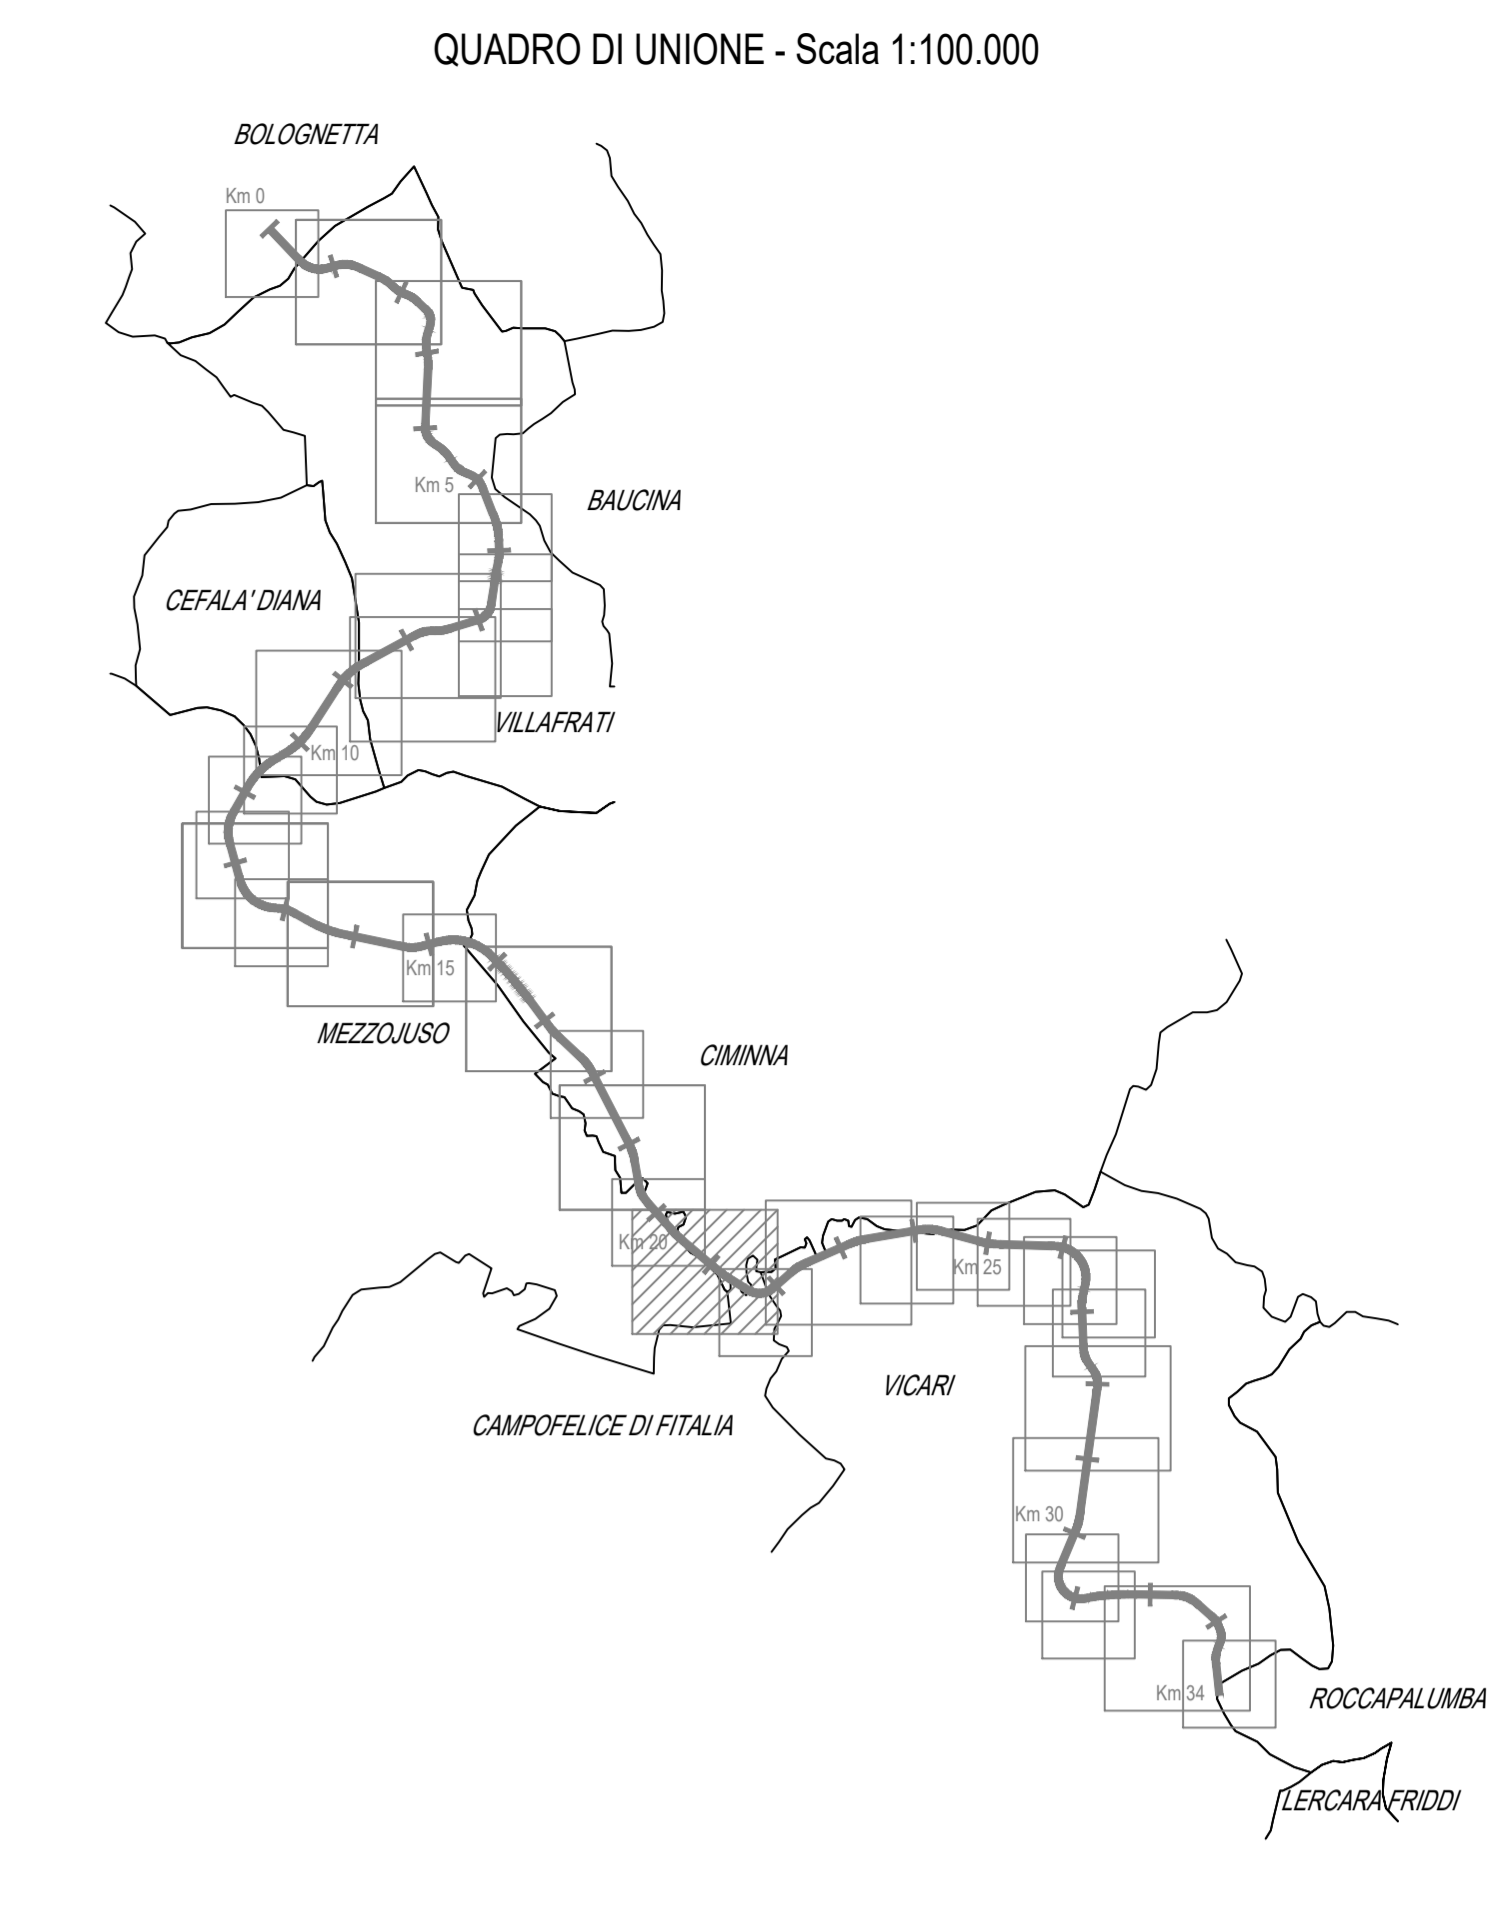 QUADRO DI UNIONE - Scala 1:100.000
BOLOGNETTA
Km 0
Km 5
BAUCINA
CEFALA' DIANA
VILLAFRATI
Km 10
Km 15
MEZZOJUSO
CIMINNA
Km 20
Km 25
VICARI
CAMPOFELICE DI FITALIA
Km 30
Km 34
ROCCAPALUMBA
LERCARA FRIDDI